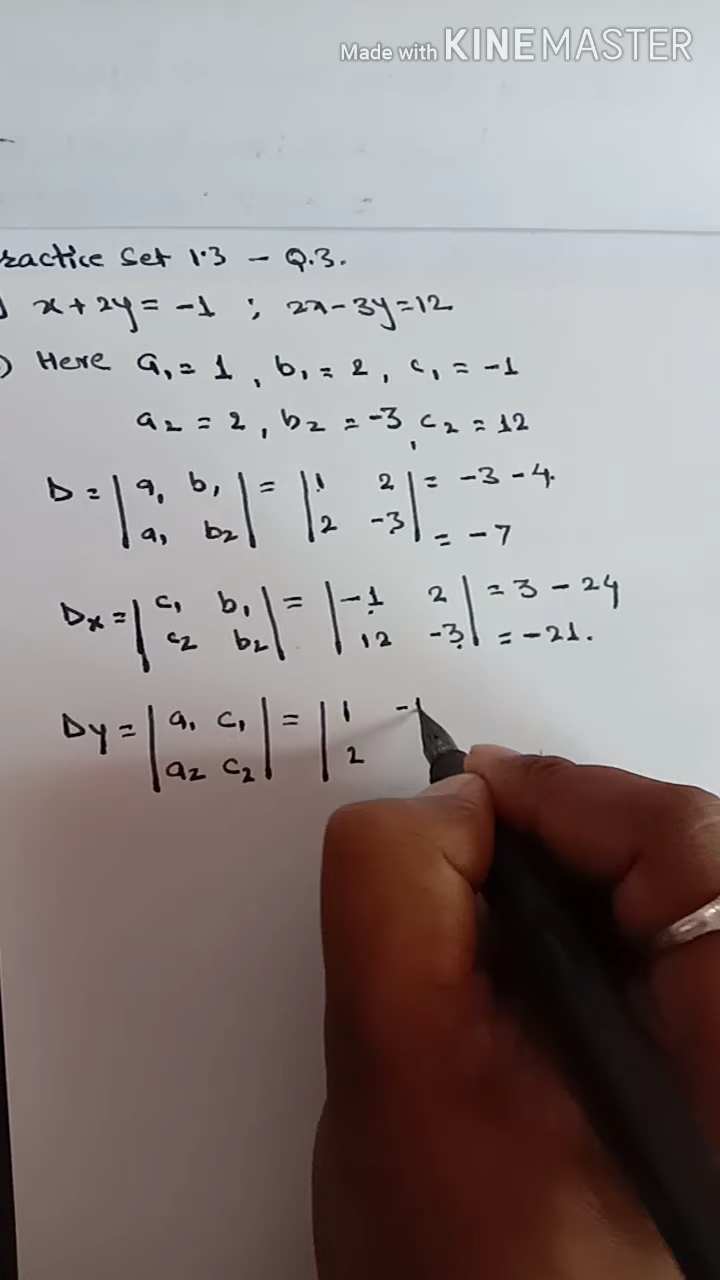 Made with KINEMASTER
ractice Set 1.3 - Q.3.
x + 2y = -1 ; 2x - 3y = 12
) Here a₁ = 1 , b₁ = 2 , c₁ = -1
a₂ = 2 , b₂ = -3 , c₂ = 12
D = | a₁ b₁ | = | 1 2 | = -3 - 4.
| a₁ b₂ | | 2 -3 | = -7
Dx = | c₁ b₁ | = | -1 2 | = 3 - 24
| c₂ b₂ | | 12 -3 | = -21.
Dy = | a₁ c₁ | = | 1 -1
| a₂ c₂ | | 2